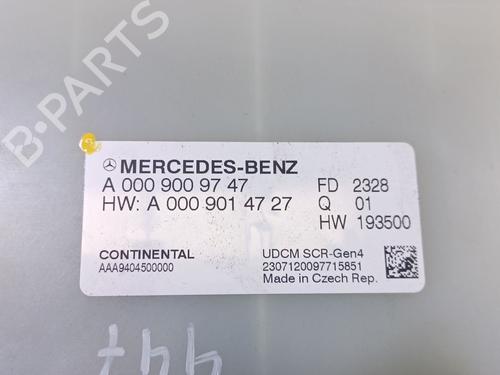 B-PARTS
MERCEDES-BENZ
A 000 900 97 47 FD 2328
HW: A 000 901 47 27 Q 01
HW 193500
CONTINENTAL UDCM SCR-Gen4
AAA9404500000 2307120097715851
Made in Czech Rep.
447